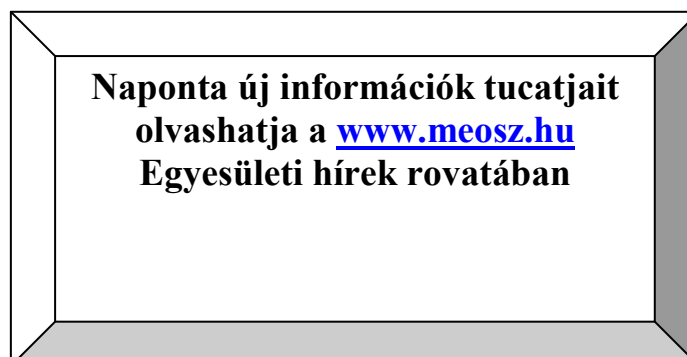 Naponta új információk tucatjait
olvashatja a www.meosz.hu
Egyesületi hírek rovatában